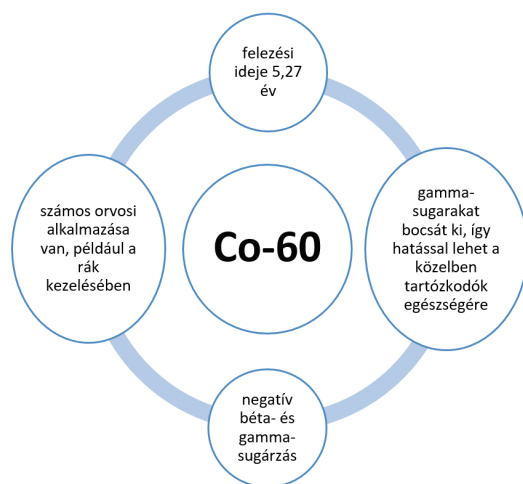 felezési
ideje 5,27
év
számos orvosi
alkalmazása
van, például a
rák
kezelésében
Co-60
gamma-
sugarakat
bocsát ki, így
hatással lehet a
közelben
tartózkodók
egészségére
negatív
béta- és
gamma-
sugárzás